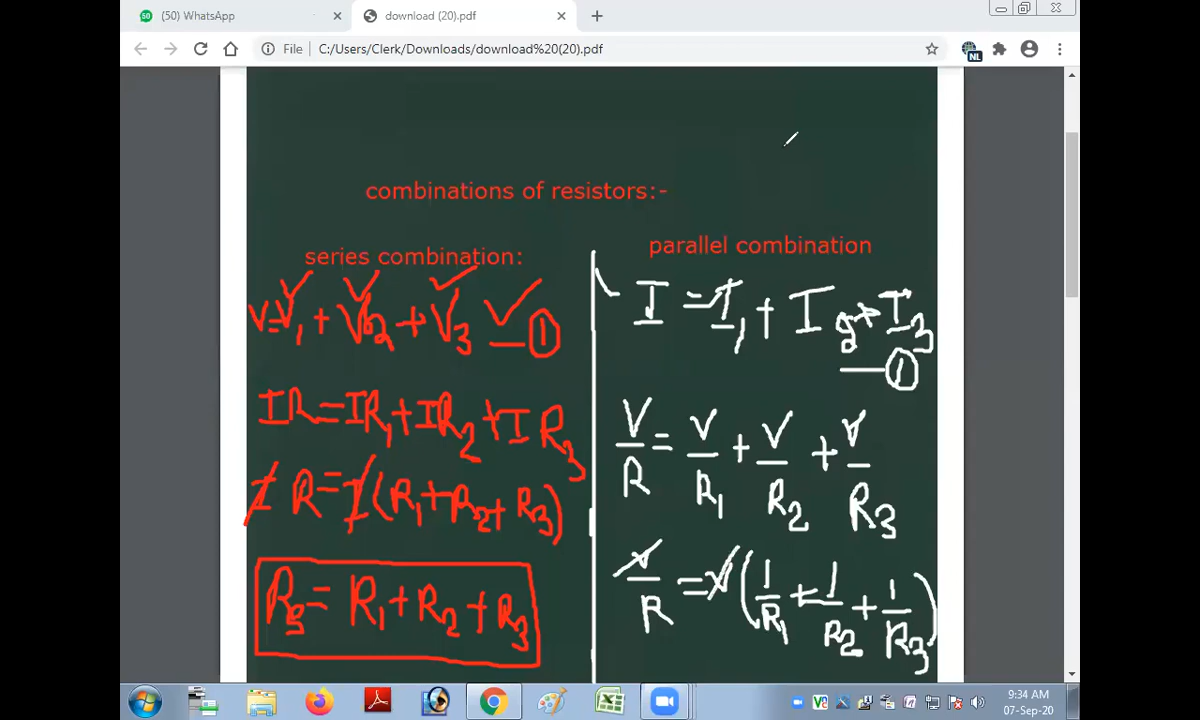 (50) WhatsApp
download (20).pdf
File C:/Users/Clerk/Downloads/download%20(20).pdf
NL
combinations of resistors:-
series combination:
V=V₁ + V₂ + V₃ — ①
IR=IR₁+IR₂+IR₃
I R=I(R₁+R₂+R₃)
Rs= R₁+R₂+R₃
parallel combination
I = I₁ + I₂ + I₃
— ①
V/R = V/R₁ + V/R₂ + V/R₃
V/R = V(1/R₁ + 1/R₂ + 1/R₃)
9:34 AM
07-Sep-20